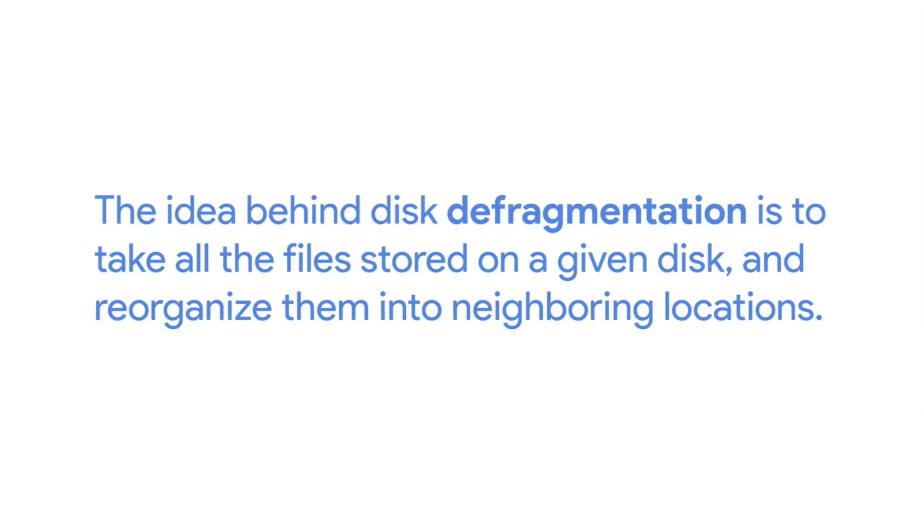 The idea behind disk defragmentation is to
take all the files stored on a given disk, and
reorganize them into neighboring locations.